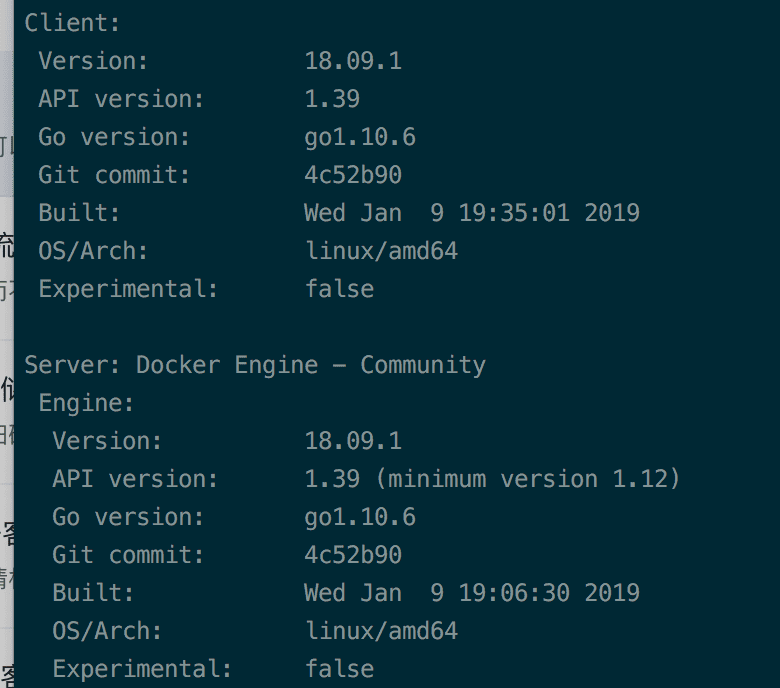 Client:
Version: 18.09.1
API version: 1.39
Go version: go1.10.6
Git commit: 4c52b90
Built: Wed Jan  9 19:35:01 2019
OS/Arch: linux/amd64
Experimental: false
Server: Docker Engine - Community
Engine:
Version: 18.09.1
API version: 1.39 (minimum version 1.12)
Go version: go1.10.6
Git commit: 4c52b90
Built: Wed Jan  9 19:06:30 2019
OS/Arch: linux/amd64
Experimental: false